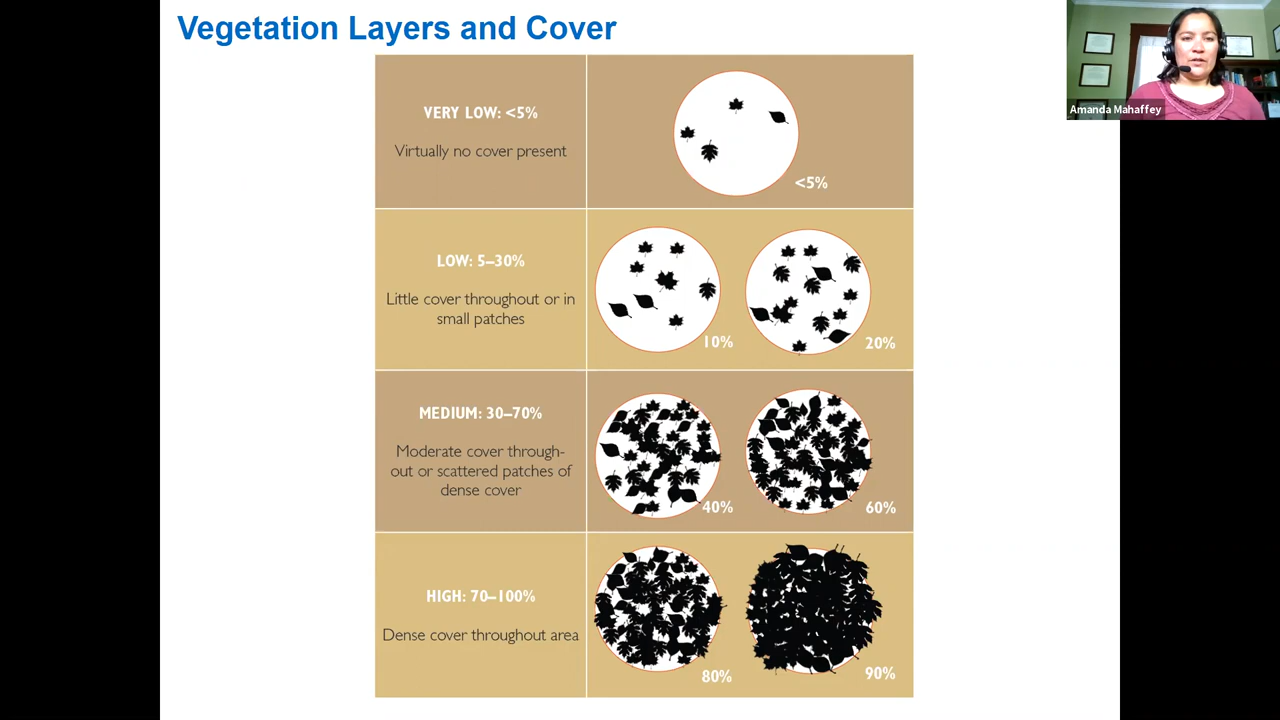 Vegetation Layers and Cover
Amanda Mahaffey
VERY LOW: <5%
Virtually no cover present
<5%
LOW: 5–30%
Little cover throughout or in
small patches
10%
20%
MEDIUM: 30–70%
Moderate cover through-
out or scattered patches of
dense cover
40%
60%
HIGH: 70–100%
Dense cover throughout area
80%
90%